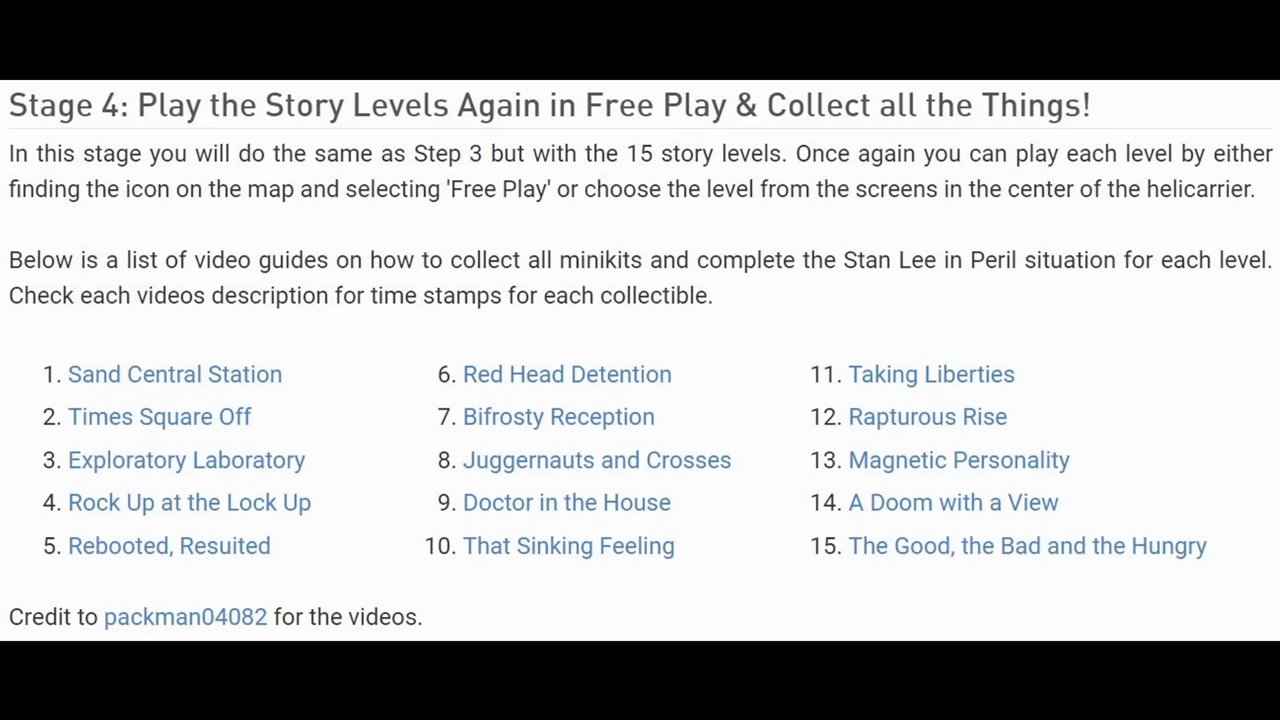 Stage 4: Play the Story Levels Again in Free Play & Collect all the Things!
In this stage you will do the same as Step 3 but with the 15 story levels. Once again you can play each level by either
finding the icon on the map and selecting 'Free Play' or choose the level from the screens in the center of the helicarrier.
Below is a list of video guides on how to collect all minikits and complete the Stan Lee in Peril situation for each level.
Check each videos description for time stamps for each collectible.
1. Sand Central Station
2. Times Square Off
3. Exploratory Laboratory
4. Rock Up at the Lock Up
5. Rebooted, Resuited
6. Red Head Detention
7. Bifrosty Reception
8. Juggernauts and Crosses
9. Doctor in the House
10. That Sinking Feeling
11. Taking Liberties
12. Rapturous Rise
13. Magnetic Personality
14. A Doom with a View
15. The Good, the Bad and the Hungry
Credit to packman04082 for the videos.